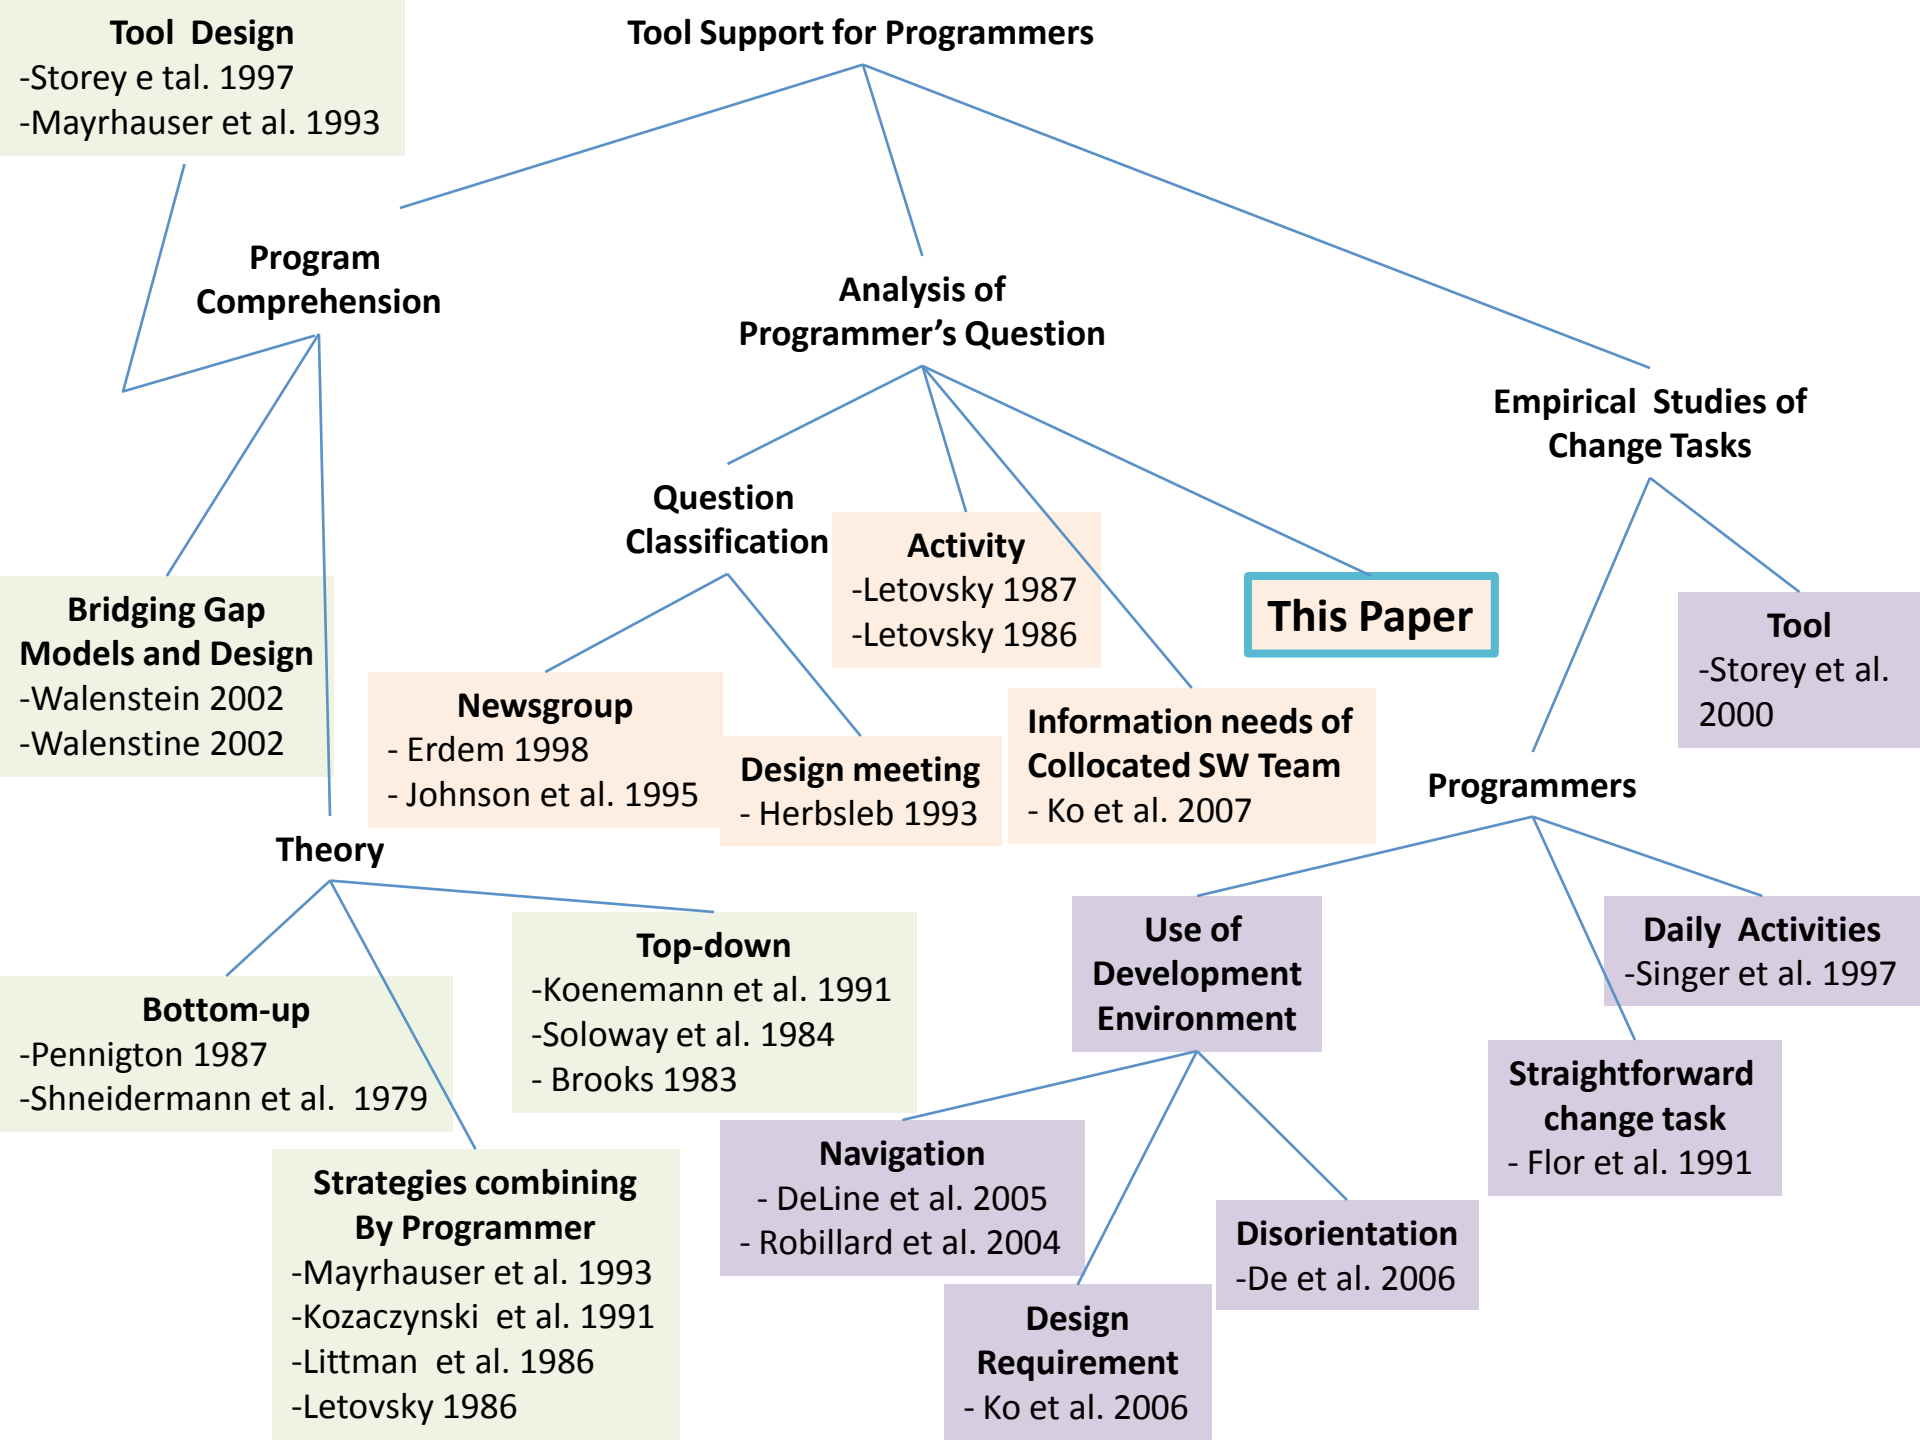 Tool  Design
-Storey e tal. 1997
-Mayrhauser et al. 1993
Tool Support for Programmers
Program
Comprehension
Analysis of
Programmer’s Question
Empirical  Studies of
Change Tasks
Question
Classification
Activity
-Letovsky 1987
-Letovsky 1986
This Paper
Tool
-Storey et al.
2000
Bridging Gap
Models and Design
-Walenstein 2002
-Walenstine 2002
Newsgroup
- Erdem 1998
- Johnson et al. 1995
Design meeting
- Herbsleb 1993
Information needs of
Collocated SW Team
- Ko et al. 2007
Programmers
Theory
Top-down
-Koenemann et al. 1991
-Soloway et al. 1984
- Brooks 1983
Use of
Development
Environment
Daily  Activities
-Singer et al. 1997
Bottom-up
-Pennigton 1987
-Shneidermann et al.  1979
Straightforward
change task
- Flor et al. 1991
Strategies combining
By Programmer
-Mayrhauser et al. 1993
-Kozaczynski  et al. 1991
-Littman  et al. 1986
-Letovsky 1986
Navigation
- DeLine et al. 2005
- Robillard et al. 2004
Disorientation
-De et al. 2006
Design
Requirement
- Ko et al. 2006